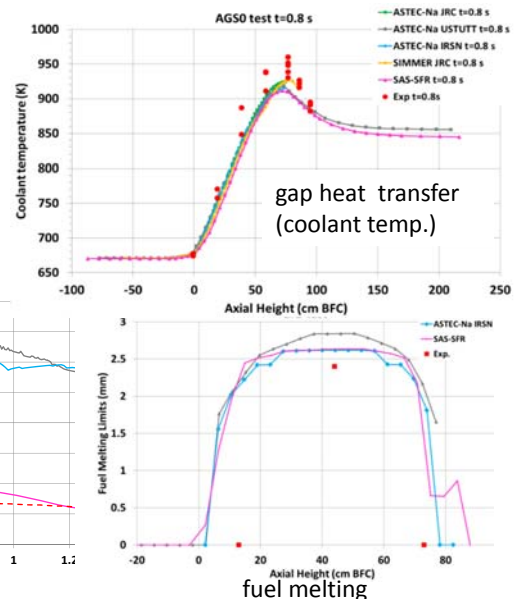 AGS0 test t=0.8 s
ASTEC-Na JRC t=0.8 s
ASTEC-Na USTUTT t=0.8 s
ASTEC-Na IRSN t=0.8 s
SIMMER JRC t=0.8 s
SAS-SFR t=0.8 s
Exp t=0.8s
Coolant temperature (K)
1000
950
900
850
800
750
700
650
gap heat transfer
(coolant temp.)
-100 -50 0 50 100 150 200 250
Axial Height (cm BFC)
1 1.2
ASTEC-Na IRSN
SAS-SFR
Exp.
Fuel Melting Limits (mm)
3
2.5
2
1.5
1
0.5
0
-20 0 20 40 60 80
Axial Height (cm BFC)
fuel melting